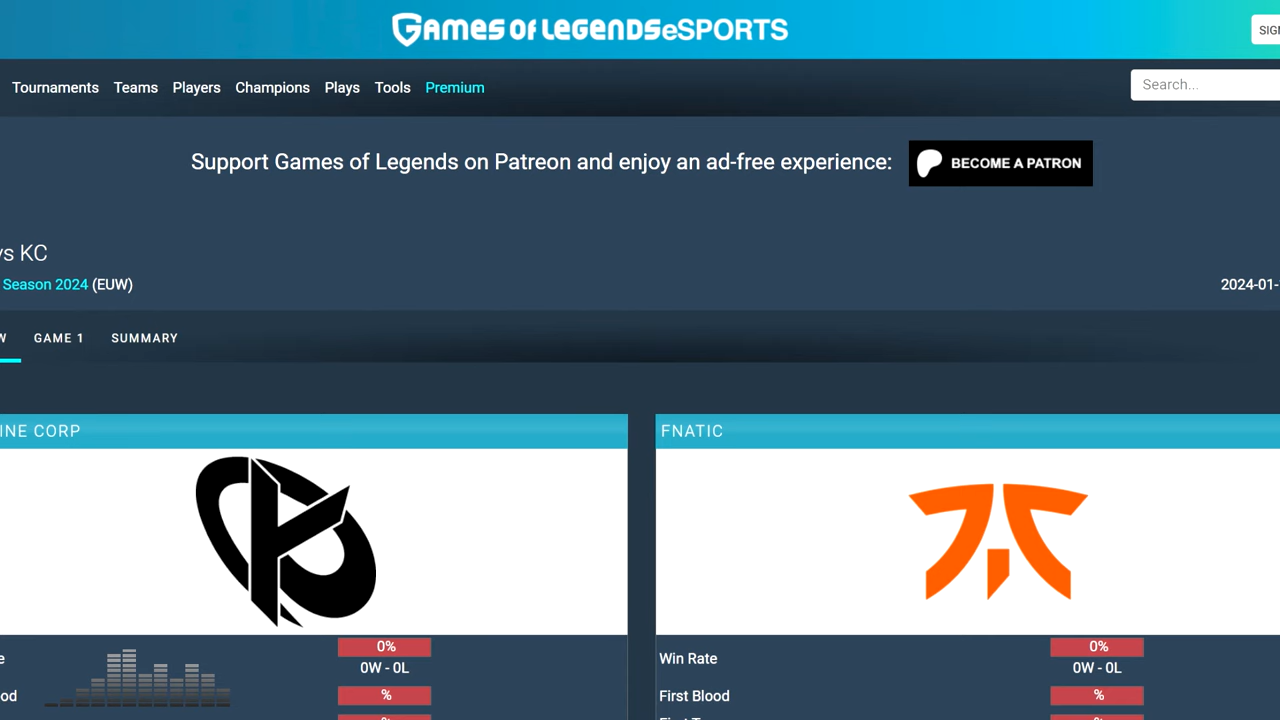 GAMES OF LEGENDS eSPORTS
SIGN
Tournaments Teams Players Champions Plays Tools Premium
Search...
Support Games of Legends on Patreon and enjoy an ad-free experience:
BECOME A PATRON
vs KC
Season 2024 (EUW)
2024-01-
W GAME 1 SUMMARY
INE CORP
FNATIC
0%
0W - 0L
%
Win Rate
0%
0W - 0L
First Blood
%